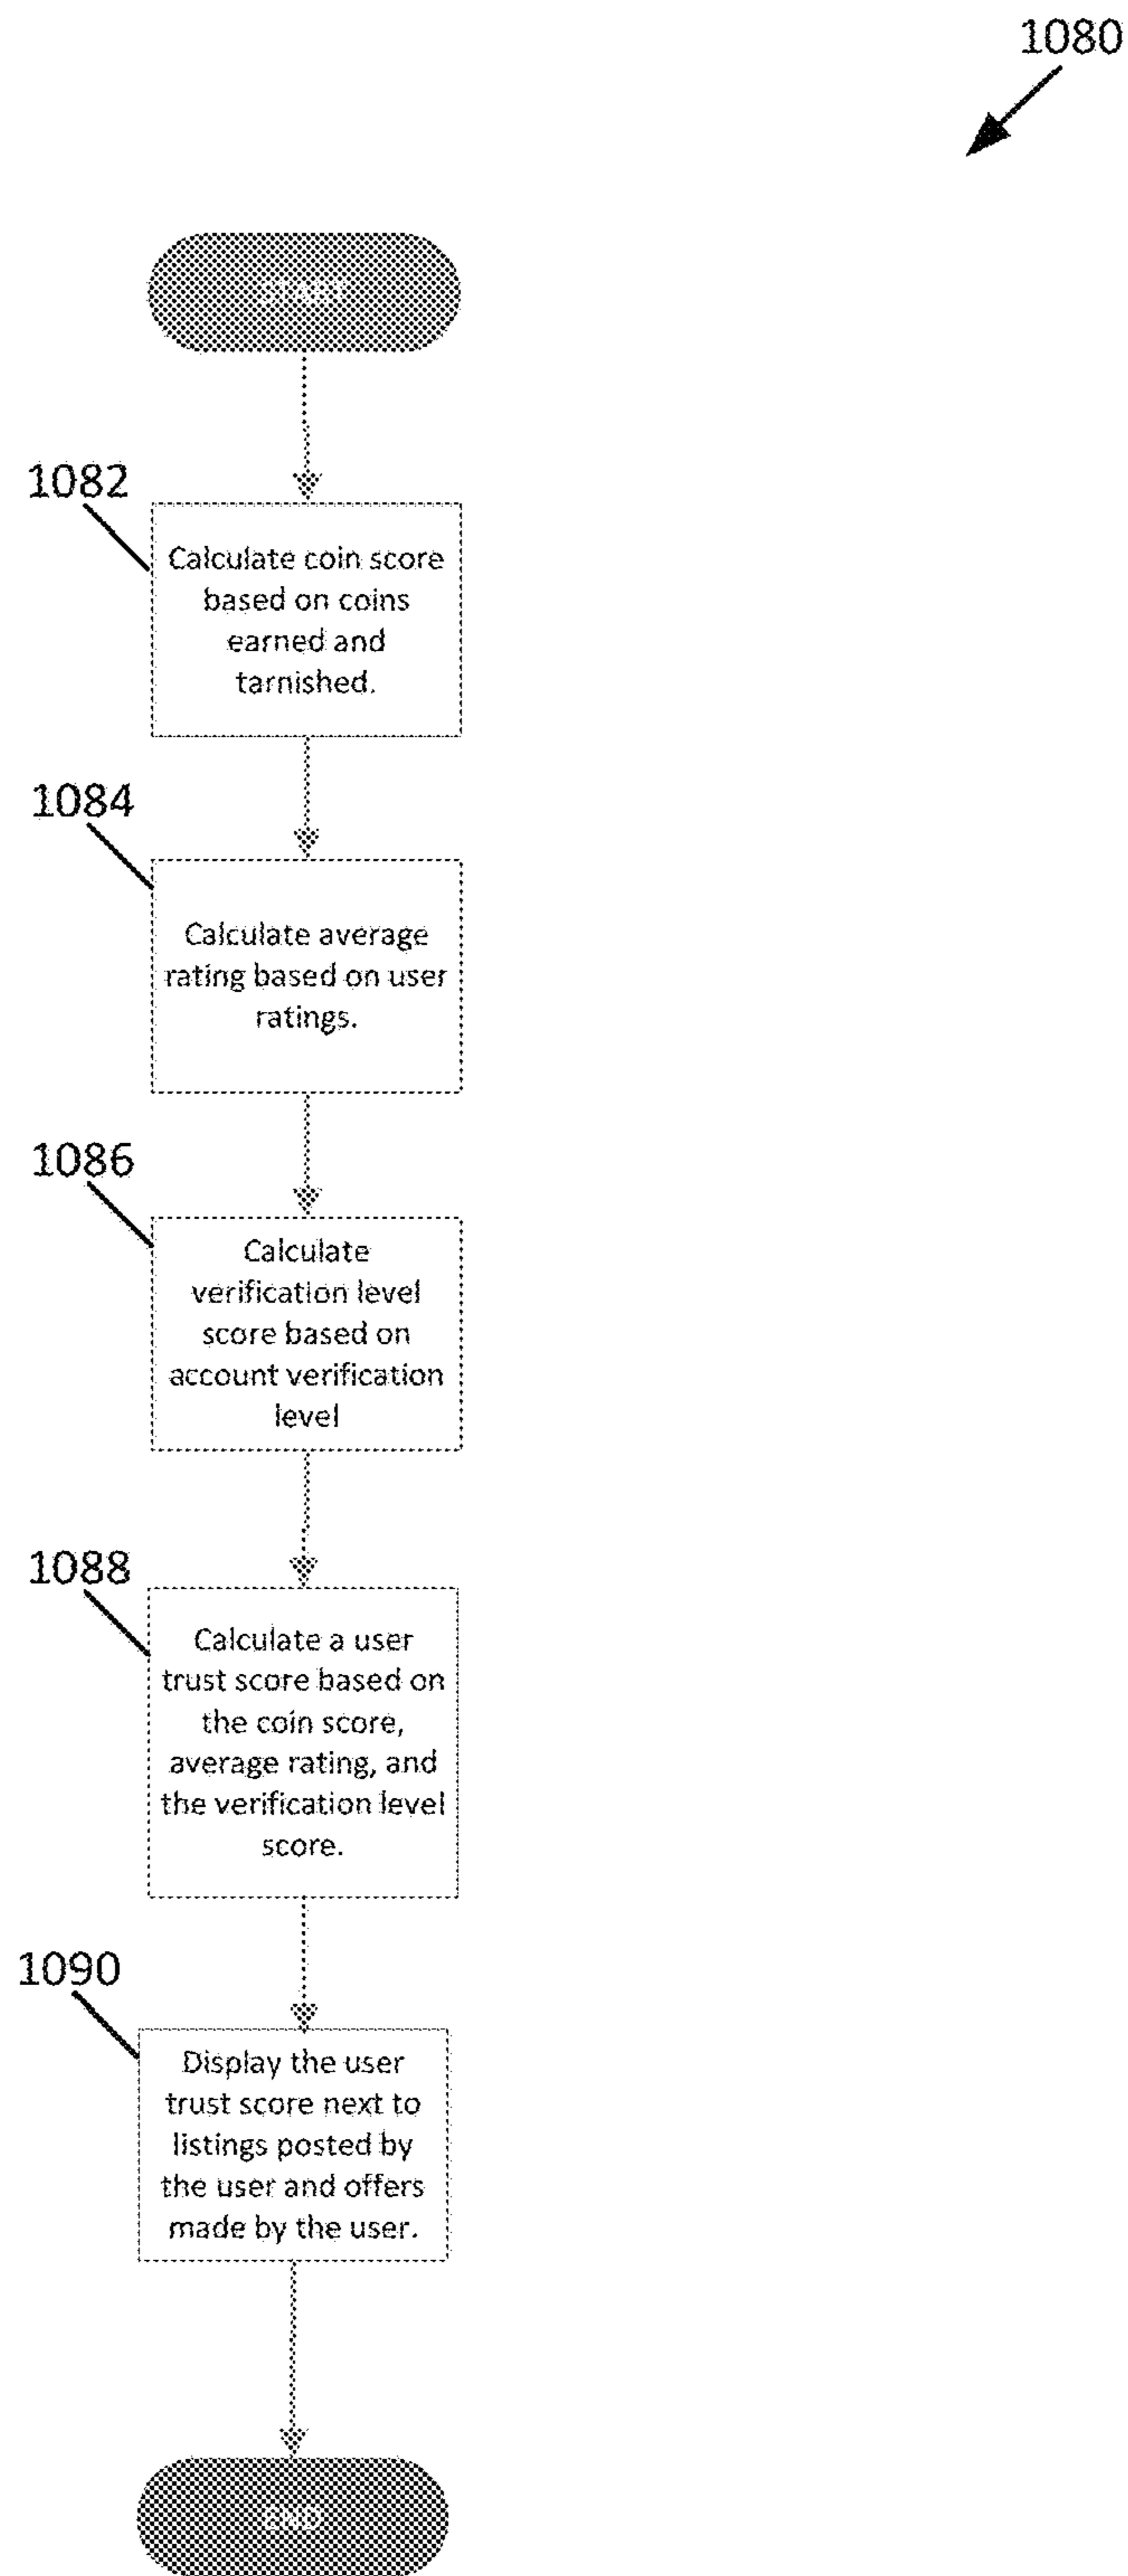 1080
START
1082
Calculate coin score
based on coins
earned and
tarnished.
1084
Calculate average
rating based on user
ratings.
1086
Calculate
verification level
score based on
account verification
level
1088
Calculate a user
trust score based on
the coin score,
average rating, and
the verification level
score.
1090
Display the user
trust score next to
listings posted by
the user and offers
made by the user.
END